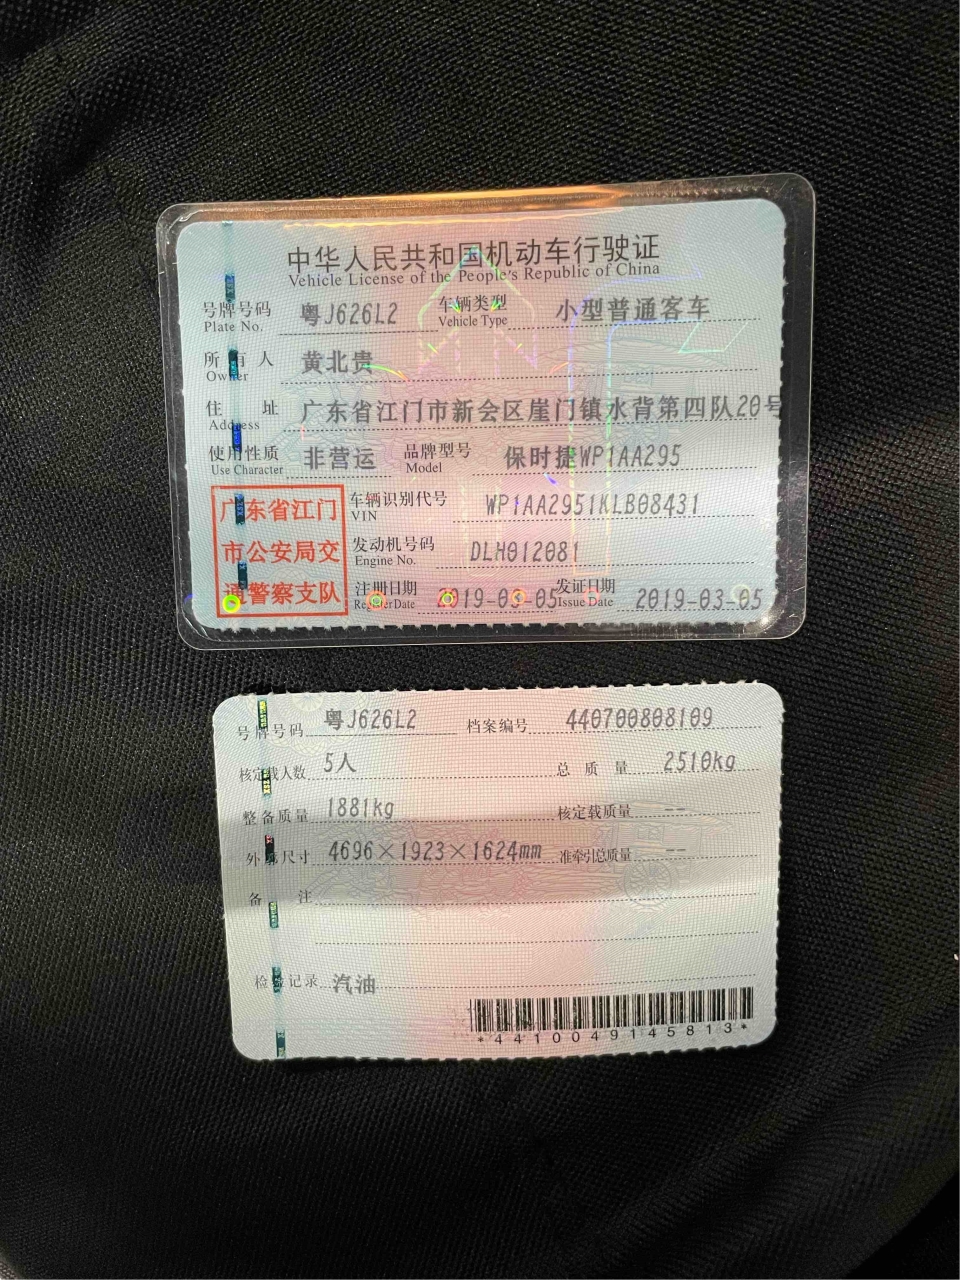 中华人民共和国机动车行驶证
Vehicle License of the People's Republic of China
号牌号码 粤J626L2 车辆类型 小型普通客车
Plate No. Vehicle Type
所有人 黄北贵
Owner
住址 广东省江门市新会区崖门镇水背第四队20号
Address
使用性质 非营运 品牌型号 保时捷WP1AA295
Use Character Model
车辆识别代号 WP1AA2951KLB08431
VIN
发动机号码 DLH012081
Engine No.
注册日期 2019-03-05 发证日期 2019-03-05
Register Date Issue Date
广东省江门
市公安局交
通警察支队
号牌号码 粤J626L2 档案编号 440700808109
核定载人数 5人 总质量 2510kg
整备质量 1881kg 核定载质量 --
外廓尺寸 4696×1923×1624mm 准牵引总质量 --
备注
检验记录 汽油
*4410049145813*